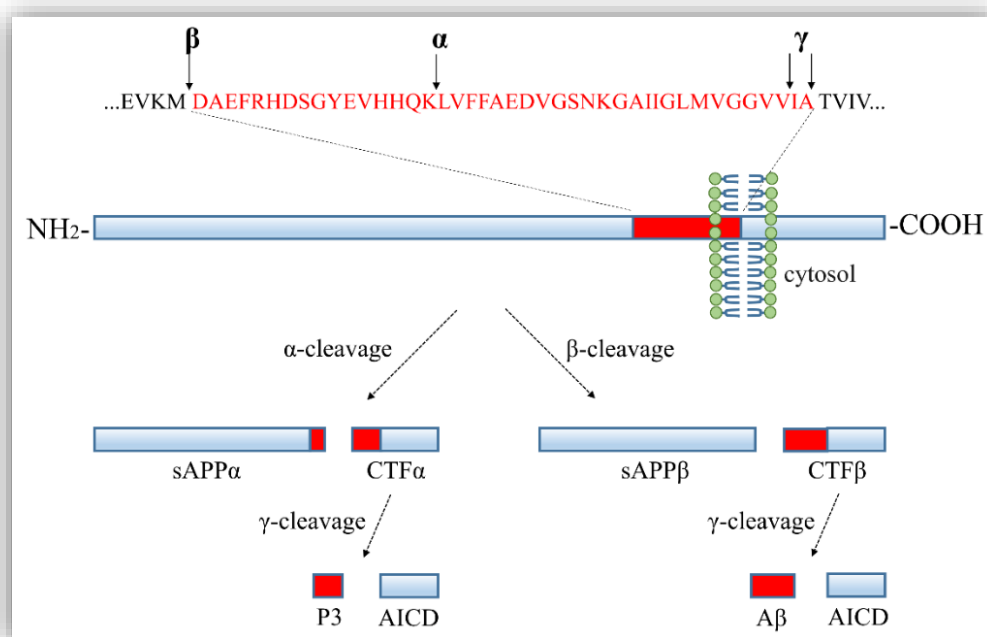 β α γ
...EVKM DAEFRHDSGYEVHHQKLVFFAEDVGSNKGAIIGLMVGGVVIA TVIV...
NH2- -COOH
cytosol
α-cleavage β-cleavage
sAPPα CTFα sAPPβ CTFβ
γ-cleavage γ-cleavage
P3 AICD Aβ AICD